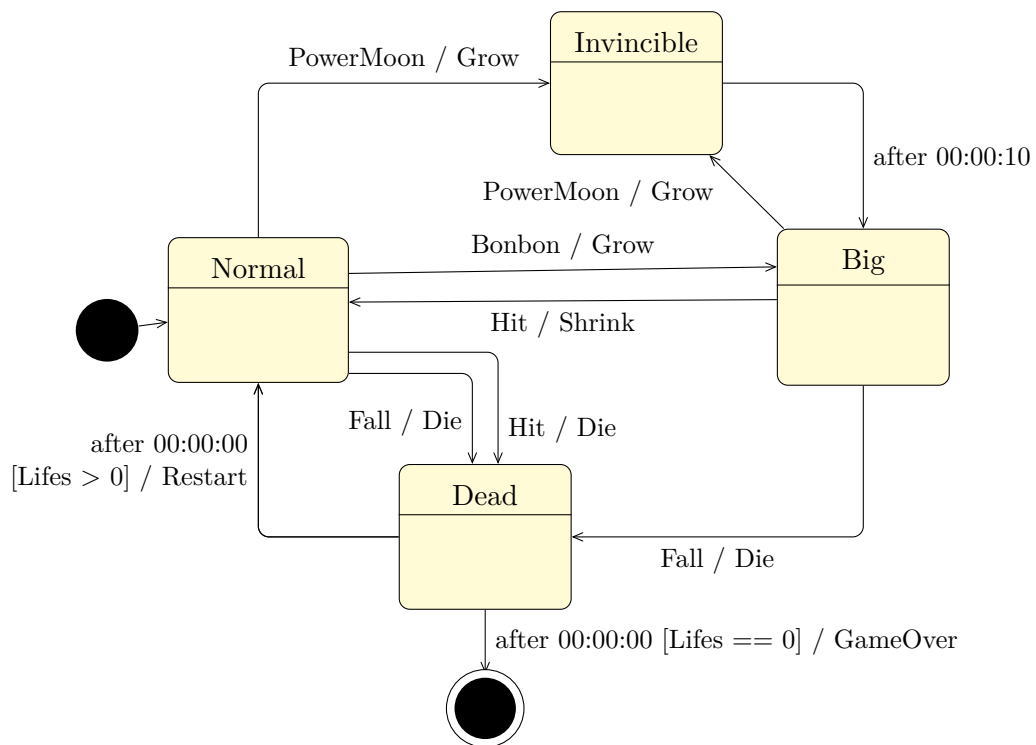 Invincible
PowerMoon / Grow
after 00:00:10
PowerMoon / Grow
Bonbon / Grow
Big
Normal
Hit / Shrink
Fall / Die
Hit / Die
after 00:00:00
[Lifes > 0] / Restart
Dead
Fall / Die
after 00:00:00 [Lifes == 0] / GameOver